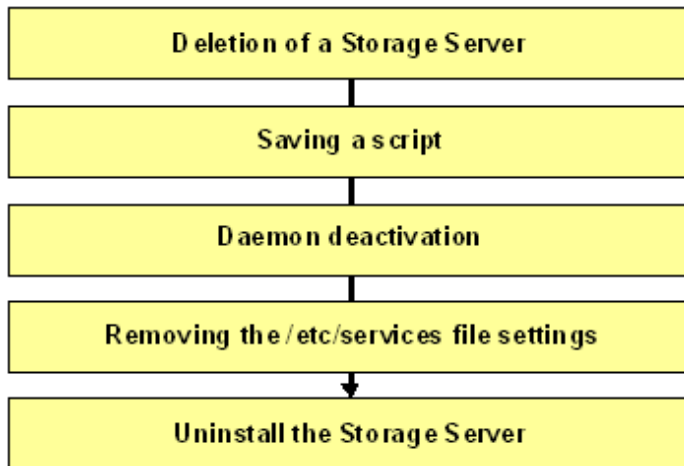 Deletion of a Storage Server
Saving a script
Daemon deactivation
Removing the /etc/services file settings
Uninstall the Storage Server